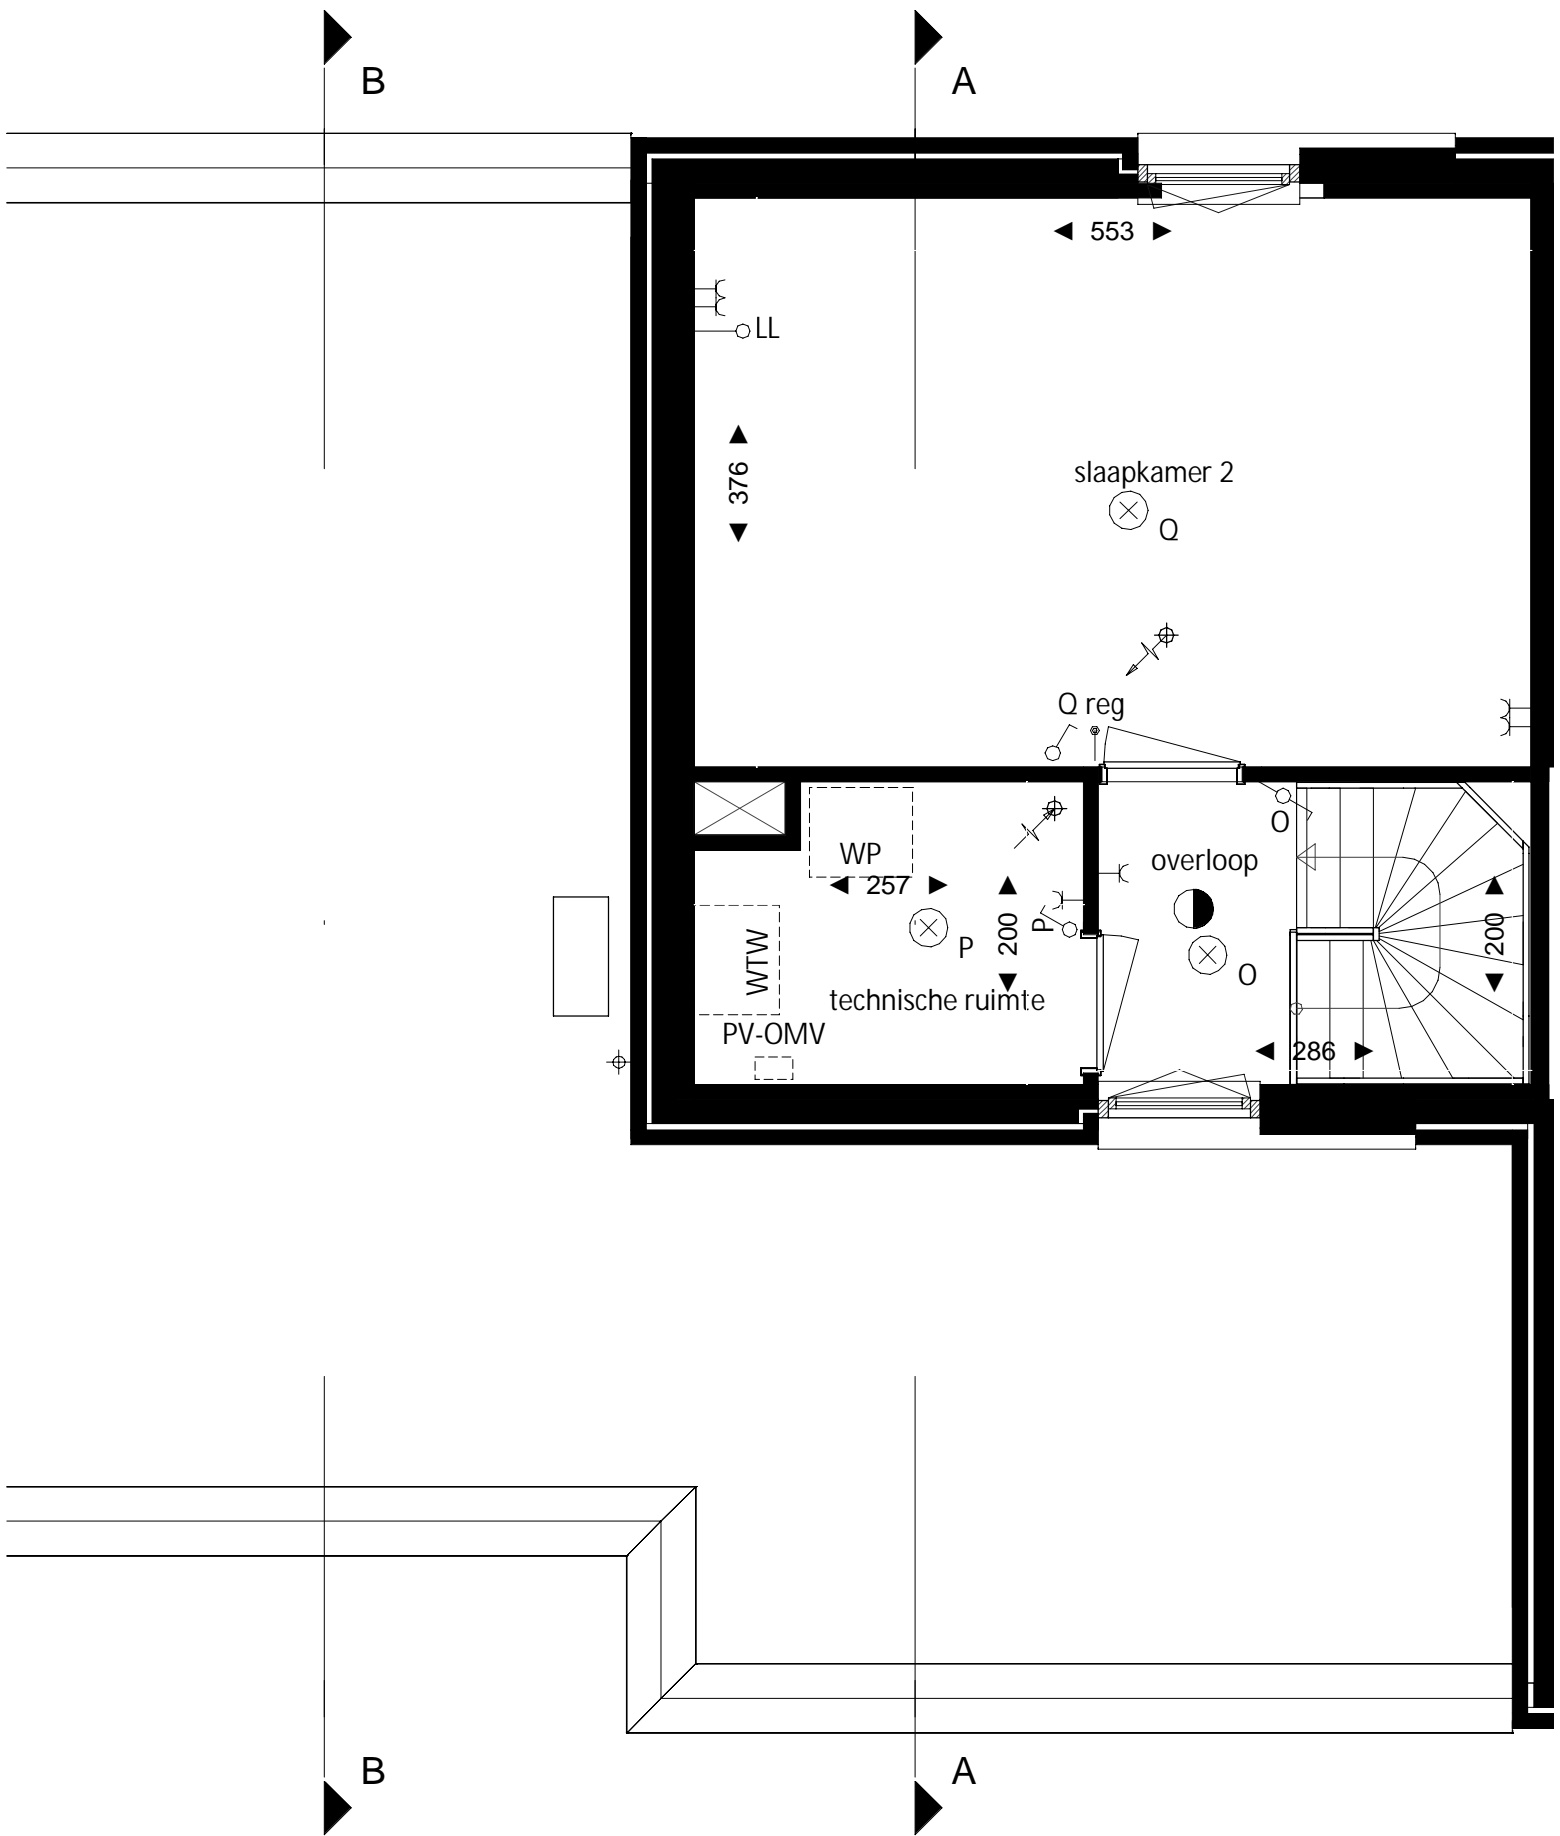 B
A
553
LL
376
slaapkamer 2
Q
Q reg
O
WP
overloop
257
P
200
200
WTW
P
O
technische ruimte
PV-OMV
286
B
A